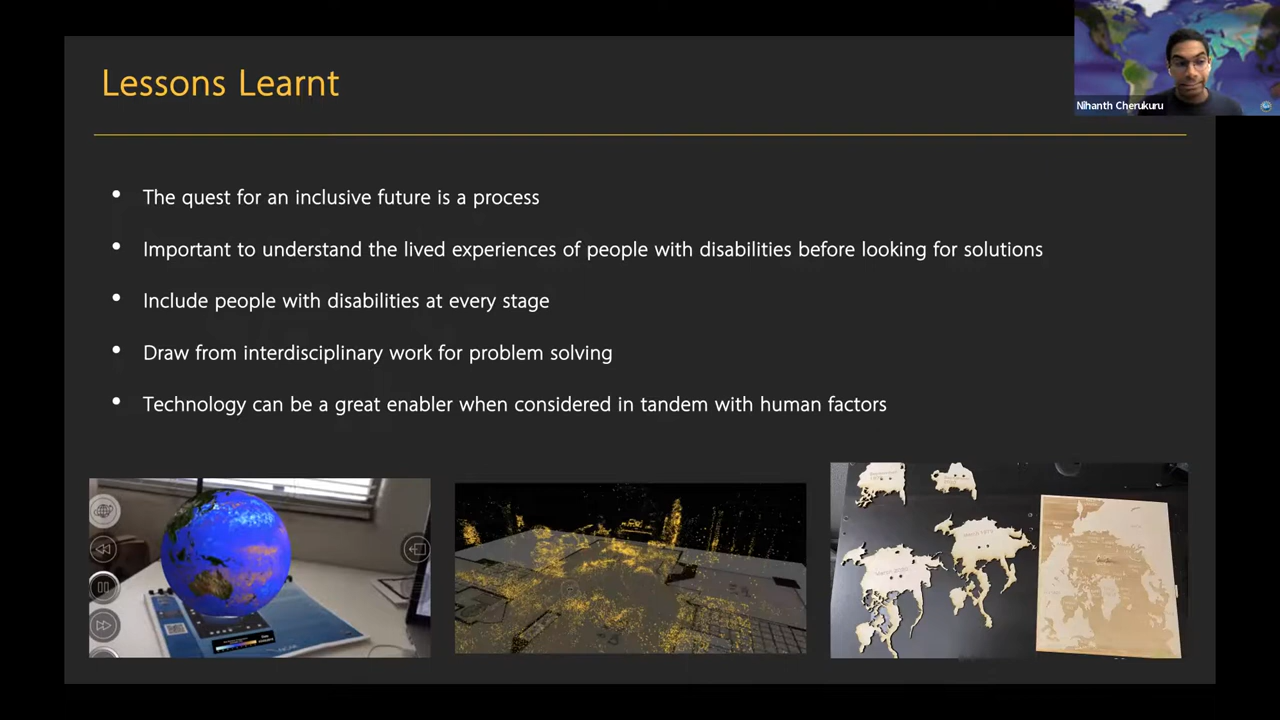 Lessons Learnt
Nihanth Cherukuru
• The quest for an inclusive future is a process
• Important to understand the lived experiences of people with disabilities before looking for solutions
• Include people with disabilities at every stage
• Draw from interdisciplinary work for problem solving
• Technology can be a great enabler when considered in tandem with human factors